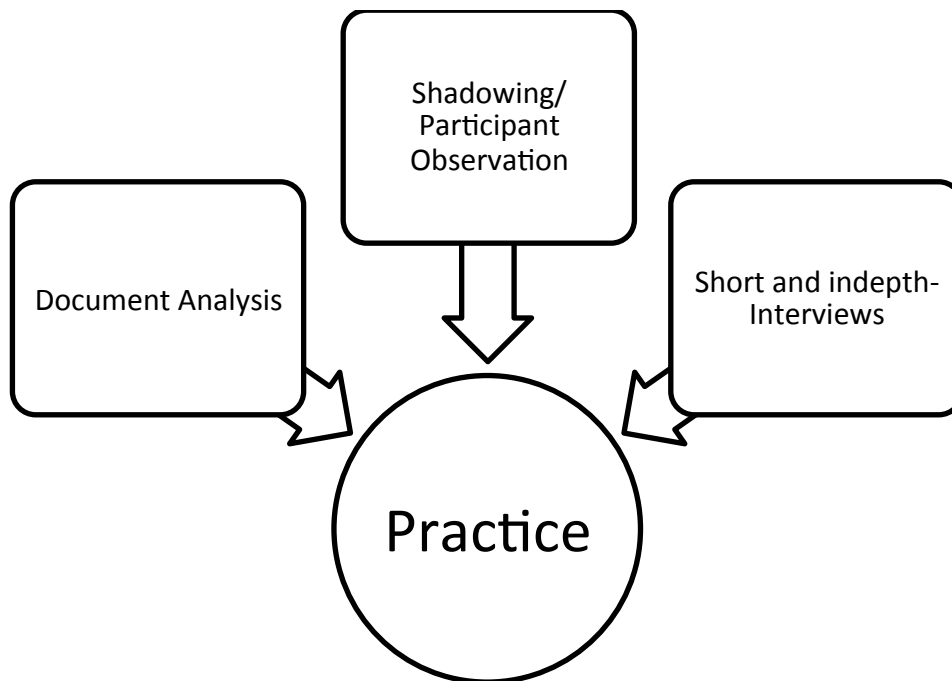 Shadowing/
Participant
Observation
Document Analysis
Short and indepth-
Interviews
Practice